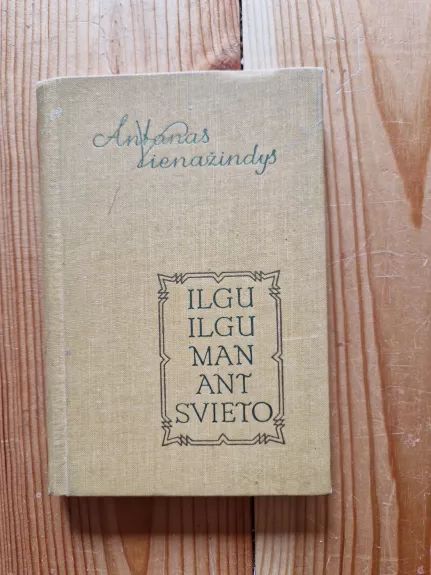 Antanas
Vienažindys
ILGU
ILGU
MAN
ANT
SVIETO